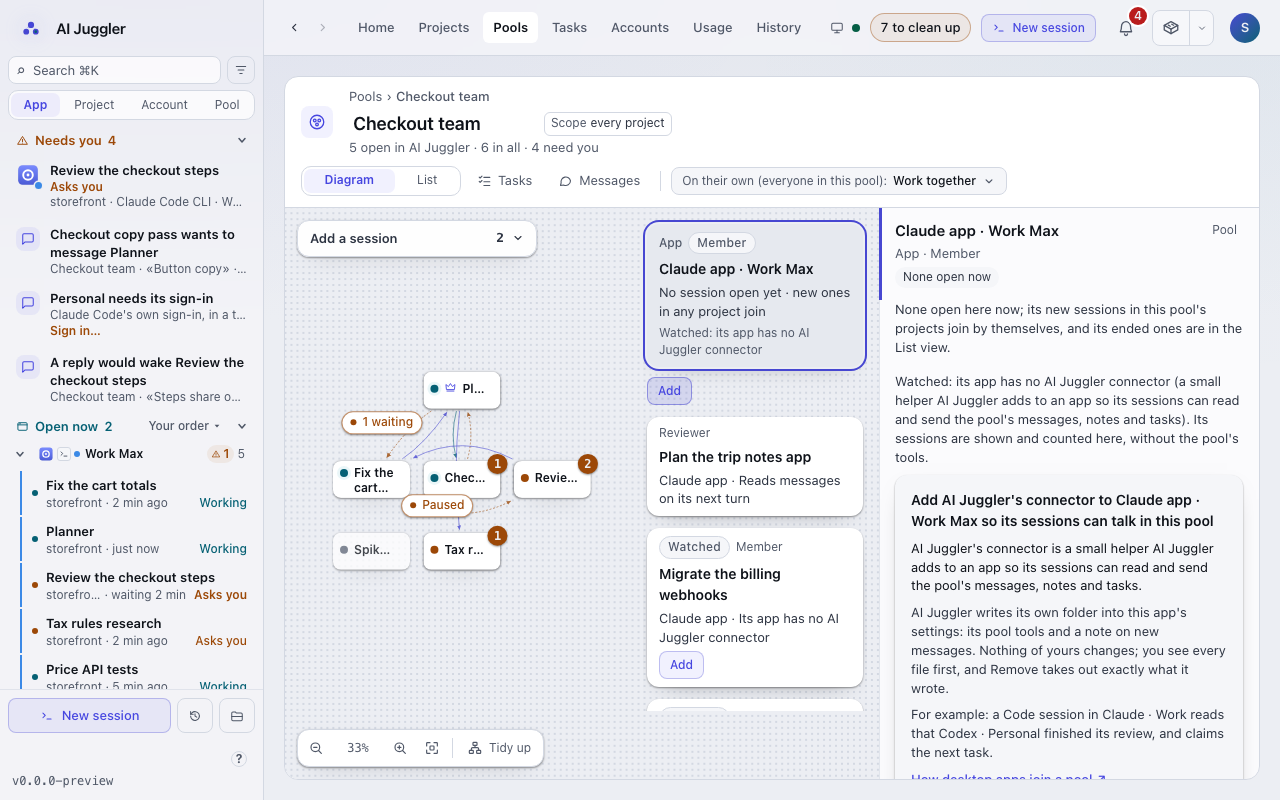 AI Juggler
Search ⌘K
App
Project
Account
Pool
Needs you 4
Review the checkout steps
Asks you
storefront · Claude Code CLI · W…
Checkout copy pass wants to
message Planner
Checkout team · «Button copy» ·…
Personal needs its sign-in
Claude Code's own sign-in, in a t…
Sign in…
A reply would wake Review the
checkout steps
Checkout team · «Steps share o…
Open now 2
Your order
Work Max
1
5
Fix the cart totals
storefront · 2 min ago
Working
Planner
storefront · just now
Working
Review the checkout steps
storefro… · waiting 2 min
Asks you
Tax rules research
storefront · 2 min ago
Asks you
Price API tests
storefront · 5 min ago
Working
New session
?
v0.0.0-preview
Home
Projects
Pools
Tasks
Accounts
Usage
History
7 to clean up
New session
4
S
Pools › Checkout team
Checkout team
Scope every project
5 open in AI Juggler · 6 in all · 4 need you
Diagram
List
Tasks
Messages
On their own (everyone in this pool): Work together
Add a session
2
Pl…
1 waiting
Fix the
cart…
Chec…
1
Revie…
2
Paused
Spik…
Tax r…
1
33%
Tidy up
App
Member
Claude app · Work Max
No session open yet · new ones
in any project join
Watched: its app has no AI
Juggler connector
Add
Reviewer
Plan the trip notes app
Claude app · Reads messages
on its next turn
Watched
Member
Migrate the billing
webhooks
Claude app · Its app has no AI
Juggler connector
Add
Claude app · Work Max
Pool
App · Member
None open now
None open here now; its new sessions in this pool's
projects join by themselves, and its ended ones are in the
List view.
Watched: its app has no AI Juggler connector (a small
helper AI Juggler adds to an app so its sessions can read
and send the pool's messages, notes and tasks). Its
sessions are shown and counted here, without the pool's
tools.
Add AI Juggler's connector to Claude app ·
Work Max so its sessions can talk in this pool
AI Juggler's connector is a small helper AI Juggler
adds to an app so its sessions can read and send
the pool's messages, notes and tasks.
AI Juggler writes its own folder into this app's
settings: its pool tools and a note on new
messages. Nothing of yours changes; you see every
file first, and Remove takes out exactly what it
wrote.
For example: a Code session in Claude · Work reads
that Codex · Personal finished its review, and claims
the next task.
How desktop apps join a pool ↗